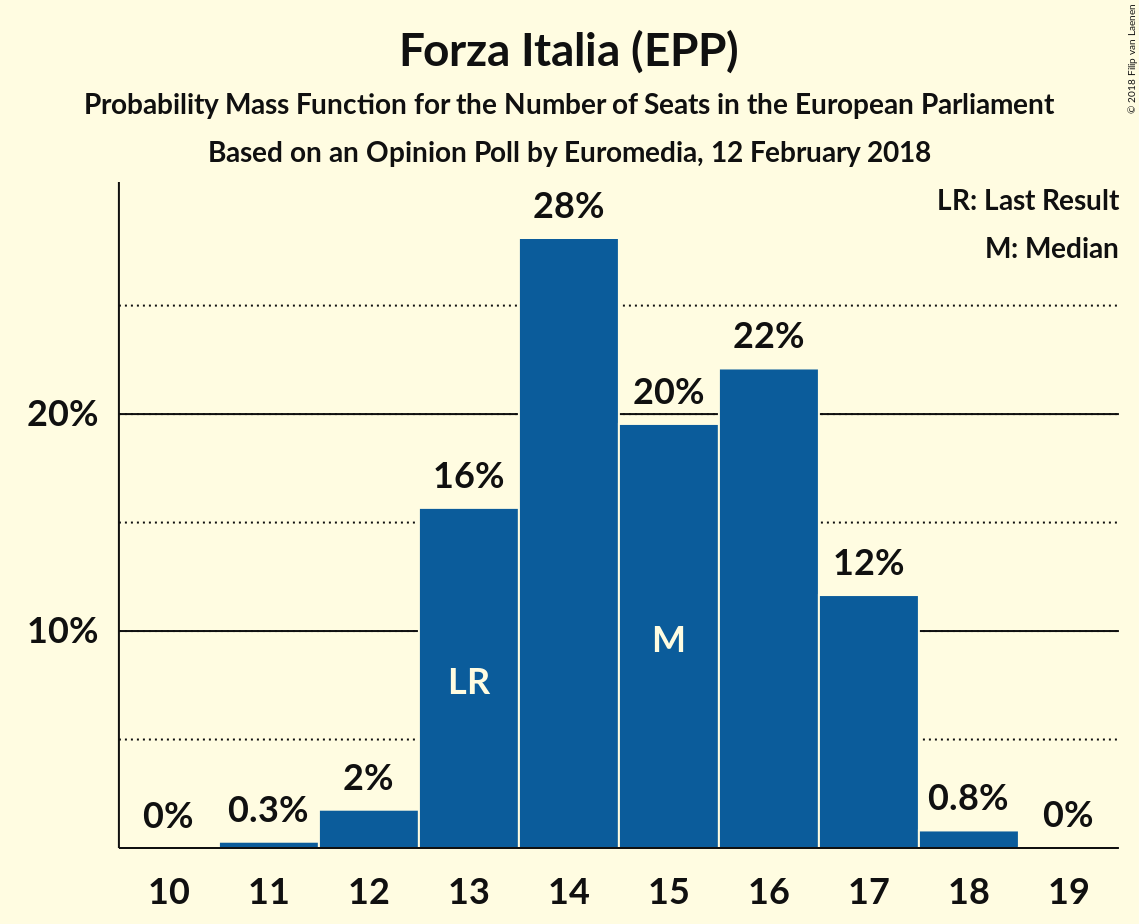 Forza Italia (EPP)
Probability Mass Function for the Number of Seats in the European Parliament
Based on an Opinion Poll by Euromedia, 12 February 2018
© 2018 Filip van Laenen
LR: Last Result
M: Median
28%
22%
20%
20%
16%
12%
10%
M
LR
2%
0%
0.3%
0.8%
0%
10 11 12 13 14 15 16 17 18 19